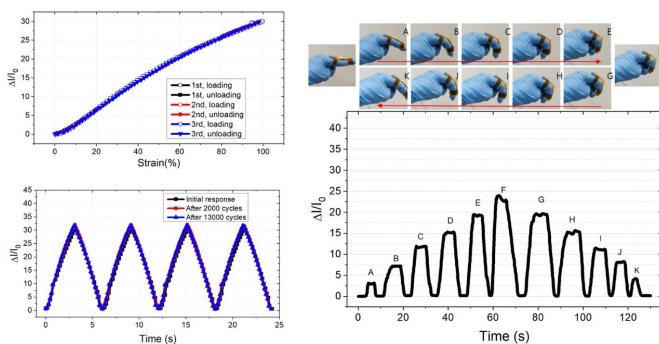 ΔI/I0
30
25
20
15
10
5
0
1st, loading
1st, unloading
2nd, loading
2nd, unloading
3rd, loading
3rd, unloading
0 20 40 60 80 100
Strain(%)
ΔI/I0
45
40
35
30
25
20
15
10
5
0
Initial response
After 2000 cycles
After 13000 cycles
0 5 10 15 20 25
Time (s)
A B C D E
K J I H G
ΔI/I0
40
35
30
25
20
15
10
5
0
A B C D E F G H I J K
0 20 40 60 80 100 120
Time (s)